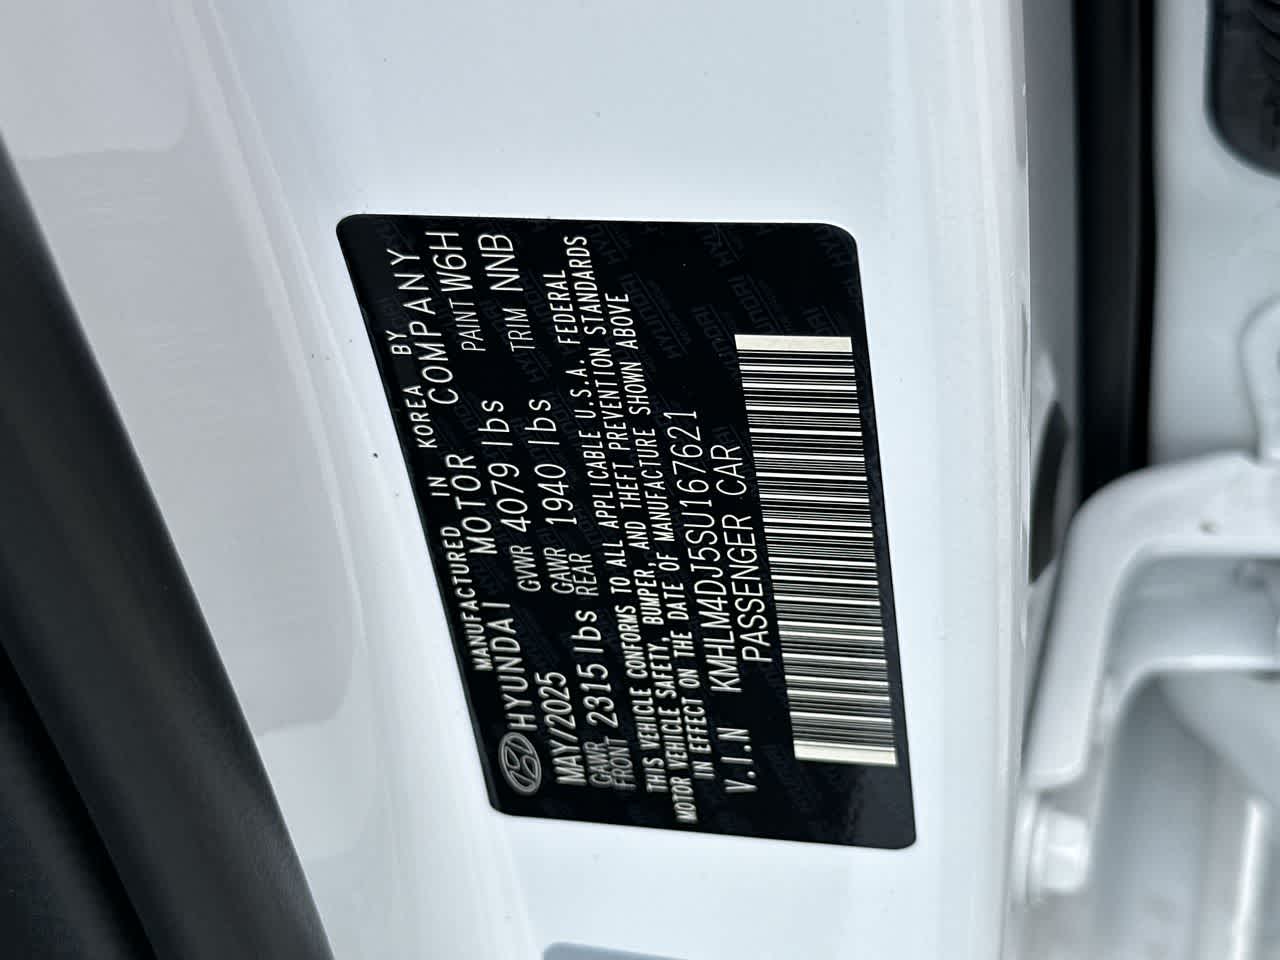 MANUFACTURED IN KOREA BY
HYUNDAI MOTOR COMPANY
MAY/2025 GVWR 4079 lbs PAINT W6H
GAWR FRONT 2315 lbs GAWR REAR 1940 lbs TRIM NNB
THIS VEHICLE CONFORMS TO ALL APPLICABLE U.S.A. FEDERAL
MOTOR VEHICLE SAFETY, BUMPER, AND THEFT PREVENTION STANDARDS
IN EFFECT ON THE DATE OF MANUFACTURE SHOWN ABOVE
V.I.N KMHLM4DJ5SU167621
PASSENGER CAR